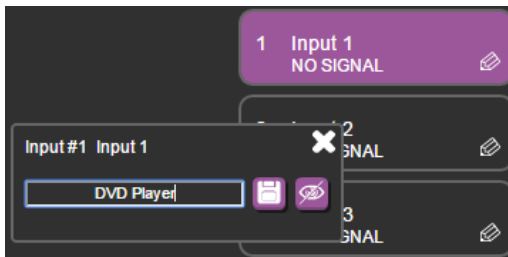 1 Input 1
NO SIGNAL
2
GNAL
Input #1 Input 1
DVD Player
3
GNAL